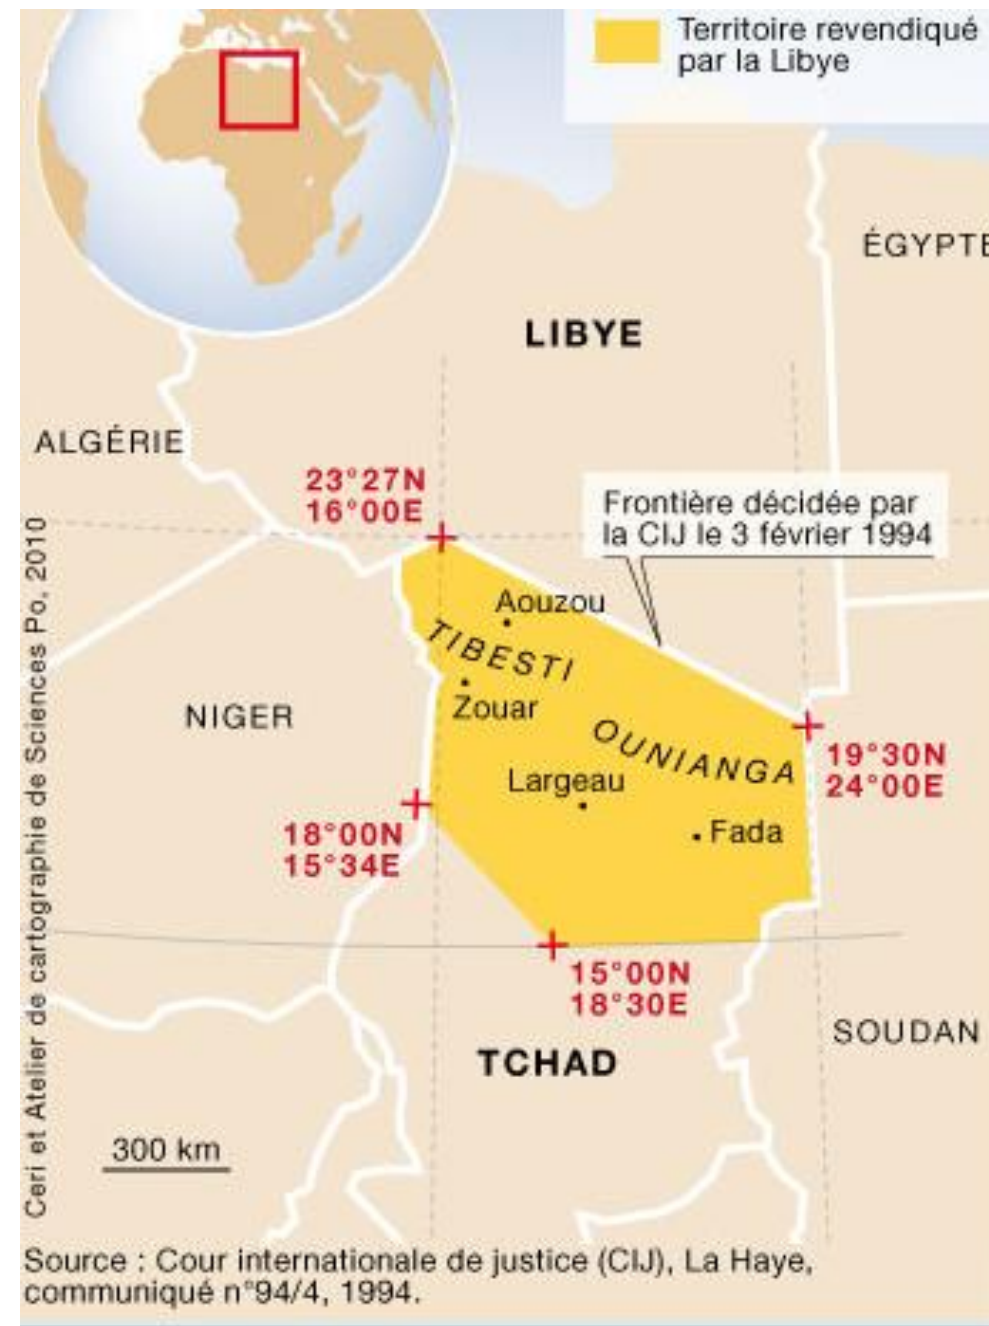 Territoire revendiqué
par la Libye
ÉGYPTE
LIBYE
ALGÉRIE
23°27N
16°00E
Frontière décidée par
la CIJ le 3 février 1994
Aouzou
TIBESTI
Zouar
NIGER
OUNIANGA
19°30N
24°00E
Largeau
Fada
18°00N
15°34E
15°00N
18°30E
SOUDAN
TCHAD
300 km
Ceri et Atelier de cartographie de Sciences Po, 2010
Source : Cour internationale de justice (CIJ), La Haye,
communiqué n°94/4, 1994.